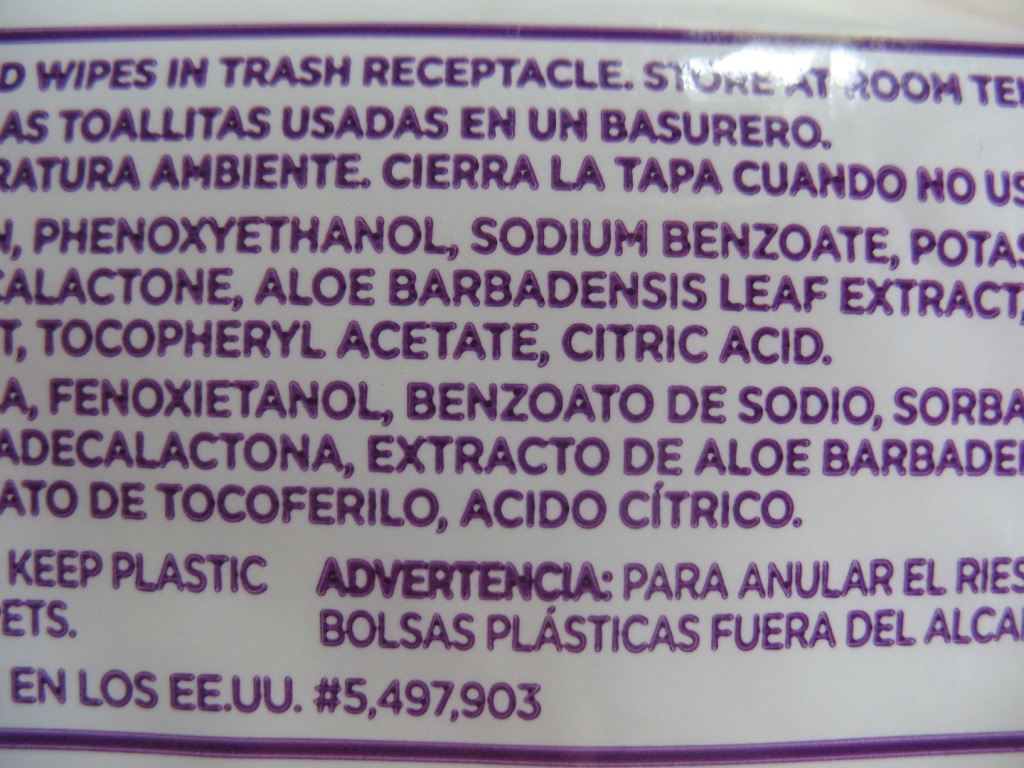 D WIPES IN TRASH RECEPTACLE. STORE AT ROOM TE
AS TOALLITAS USADAS EN UN BASURERO.
RATURA AMBIENTE. CIERRA LA TAPA CUANDO NO US
, PHENOXYETHANOL, SODIUM BENZOATE, POTAS
CALACTONE, ALOE BARBADENSIS LEAF EXTRACT,
T, TOCOPHERYL ACETATE, CITRIC ACID.
A, FENOXIETANOL, BENZOATO DE SODIO, SORBA
ADECALACTONA, EXTRACTO DE ALOE BARBADE
ATO DE TOCOFERILO, ACIDO CÍTRICO.
KEEP PLASTIC
ETS.
ADVERTENCIA: PARA ANULAR EL RIES
BOLSAS PLÁSTICAS FUERA DEL ALCA
EN LOS EE.UU. #5,497,903